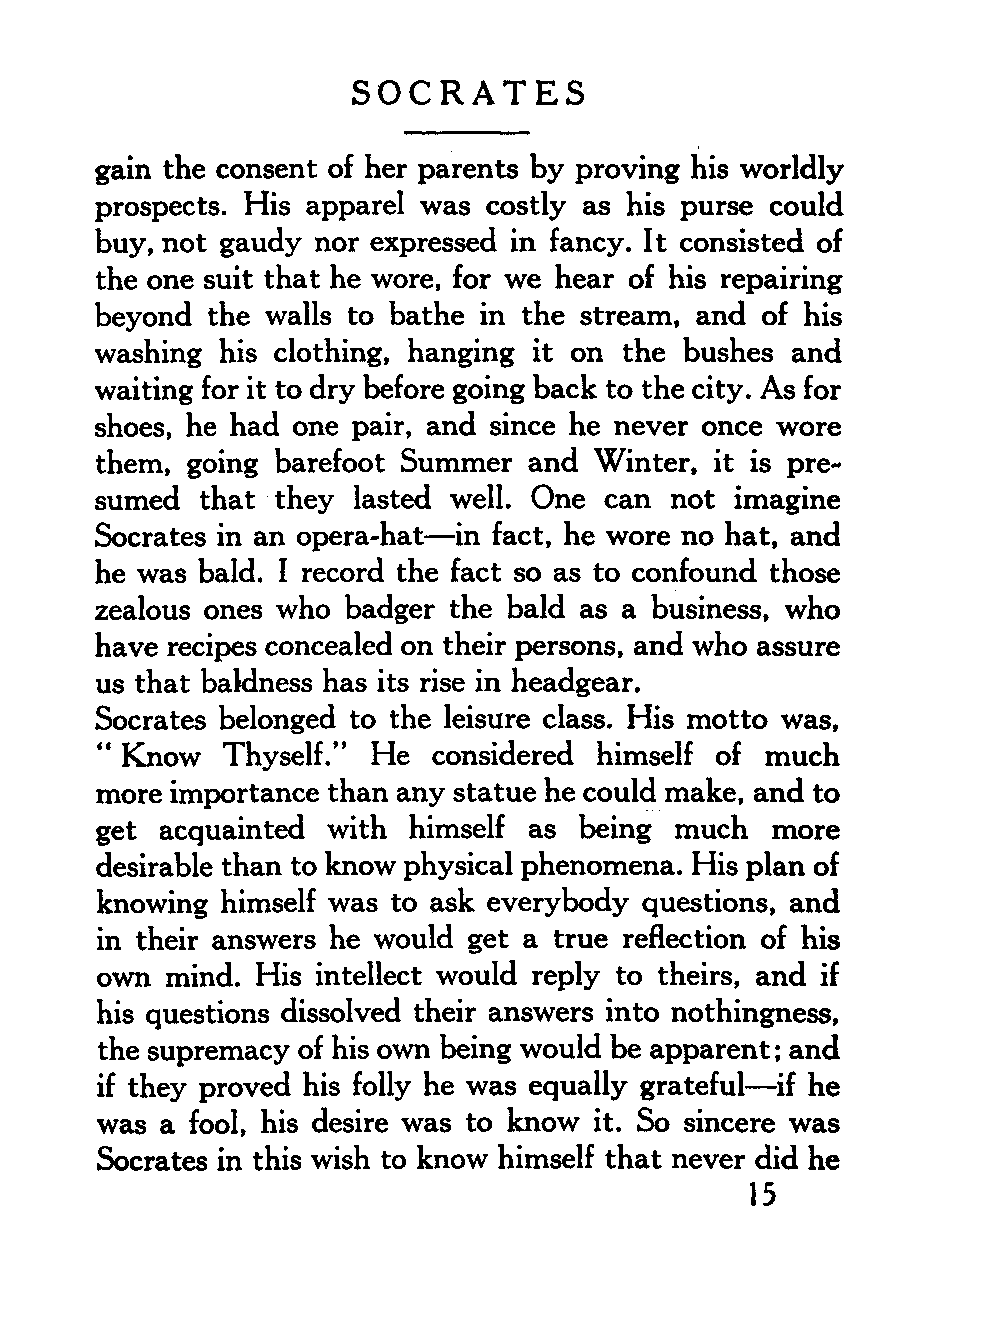 SOCRATES
gain the consent of her parents by proving his worldly
prospects. His apparel was costly as his purse could
buy, not gaudy nor expressed in fancy. It consisted of
the one suit that he wore, for we hear of his repairing
beyond the walls to bathe in the stream, and of his
washing his clothing, hanging it on the bushes and
waiting for it to dry before going back to the city. As for
shoes, he had one pair, and since he never once wore
them, going barefoot Summer and Winter, it is pre-
sumed that they lasted well. One can not imagine
Socrates in an opera-hat—in fact, he wore no hat, and
he was bald. I record the fact so as to confound those
zealous ones who badger the bald as a business, who
have recipes concealed on their persons, and who assure
us that baldness has its rise in headgear.
Socrates belonged to the leisure class. His motto was,
“ Know Thyself.” He considered himself of much
more importance than any statue he could make, and to
get acquainted with himself as being much more
desirable than to know physical phenomena. His plan of
knowing himself was to ask everybody questions, and
in their answers he would get a true reflection of his
own mind. His intellect would reply to theirs, and if
his questions dissolved their answers into nothingness,
the supremacy of his own being would be apparent; and
if they proved his folly he was equally grateful—if he
was a fool, his desire was to know it. So sincere was
Socrates in this wish to know himself that never did he
15